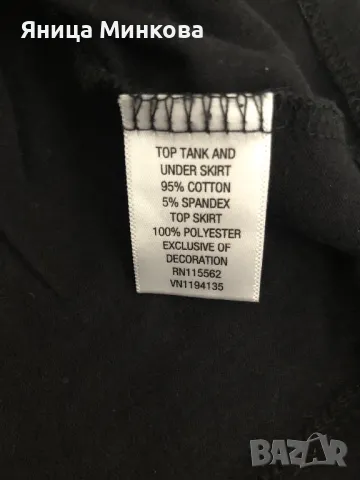 Яница Минкова
TOP TANK AND
UNDER SKIRT
95% COTTON
5% SPANDEX
TOP SKIRT
100% POLYESTER
EXCLUSIVE OF
DECORATION
RN115562
VN1194135
BAZAR